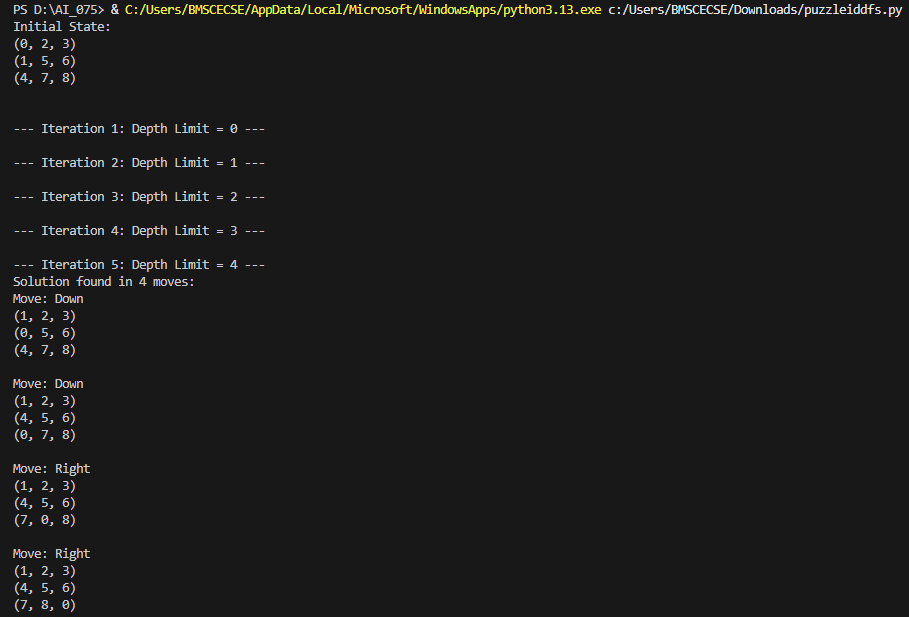 PS D:\AI_075> & C:/Users/BMSCECSE/AppData/Local/Microsoft/WindowsApps/python3.13.exe c:/Users/BMSCECSE/Downloads/puzzleiddfs.py
Initial State:
(0, 2, 3)
(1, 5, 6)
(4, 7, 8)
--- Iteration 1: Depth Limit = 0 ---
--- Iteration 2: Depth Limit = 1 ---
--- Iteration 3: Depth Limit = 2 ---
--- Iteration 4: Depth Limit = 3 ---
--- Iteration 5: Depth Limit = 4 ---
Solution found in 4 moves:
Move: Down
(1, 2, 3)
(0, 5, 6)
(4, 7, 8)
Move: Down
(1, 2, 3)
(4, 5, 6)
(0, 7, 8)
Move: Right
(1, 2, 3)
(4, 5, 6)
(7, 0, 8)
Move: Right
(1, 2, 3)
(4, 5, 6)
(7, 8, 0)